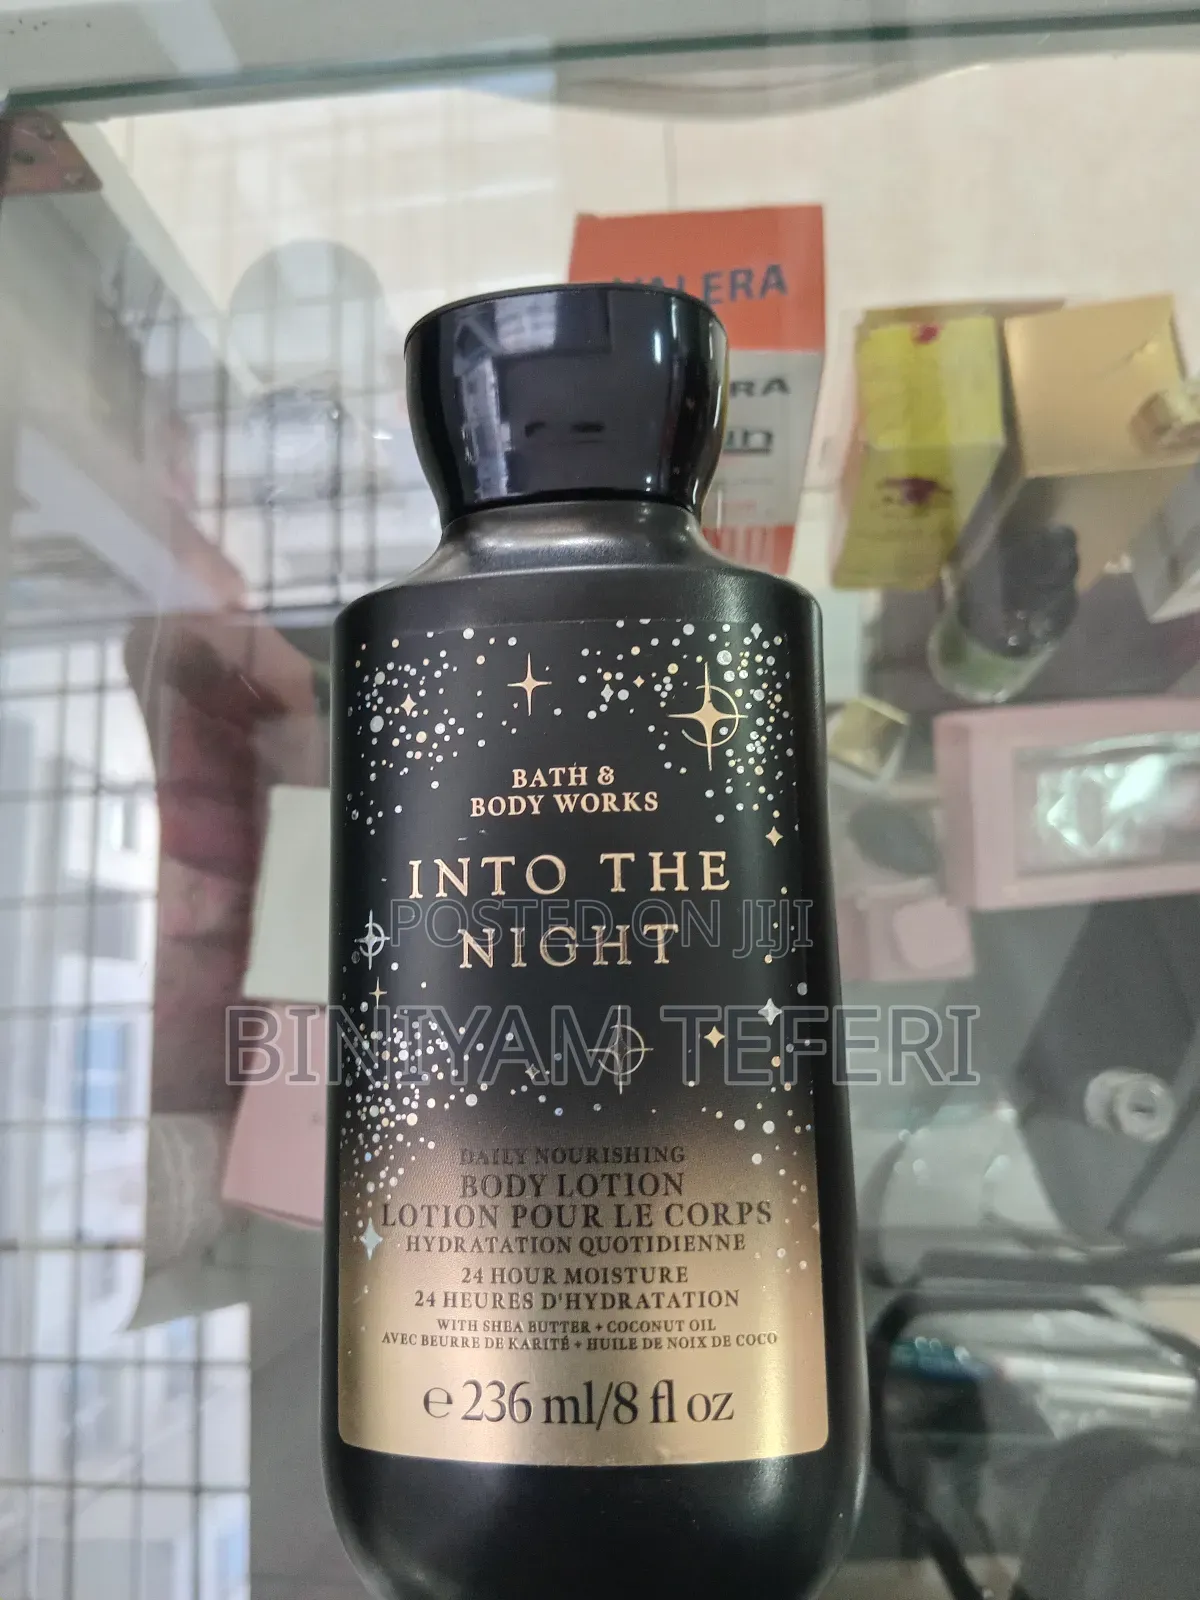 VALERA
RA
BATH &
BODY WORKS
INTO THE
NIGHT
POSTED ON JIJI
BINIYAM TEFERI
DAILY NOURISHING
BODY LOTION
LOTION POUR LE CORPS
HYDRATATION QUOTIDIENNE
24 HOUR MOISTURE
24 HEURES D'HYDRATATION
WITH SHEA BUTTER + COCONUT OIL
AVEC BEURRE DE KARITÉ + HUILE DE NOIX DE COCO
℮ 236 ml/8 fl oz